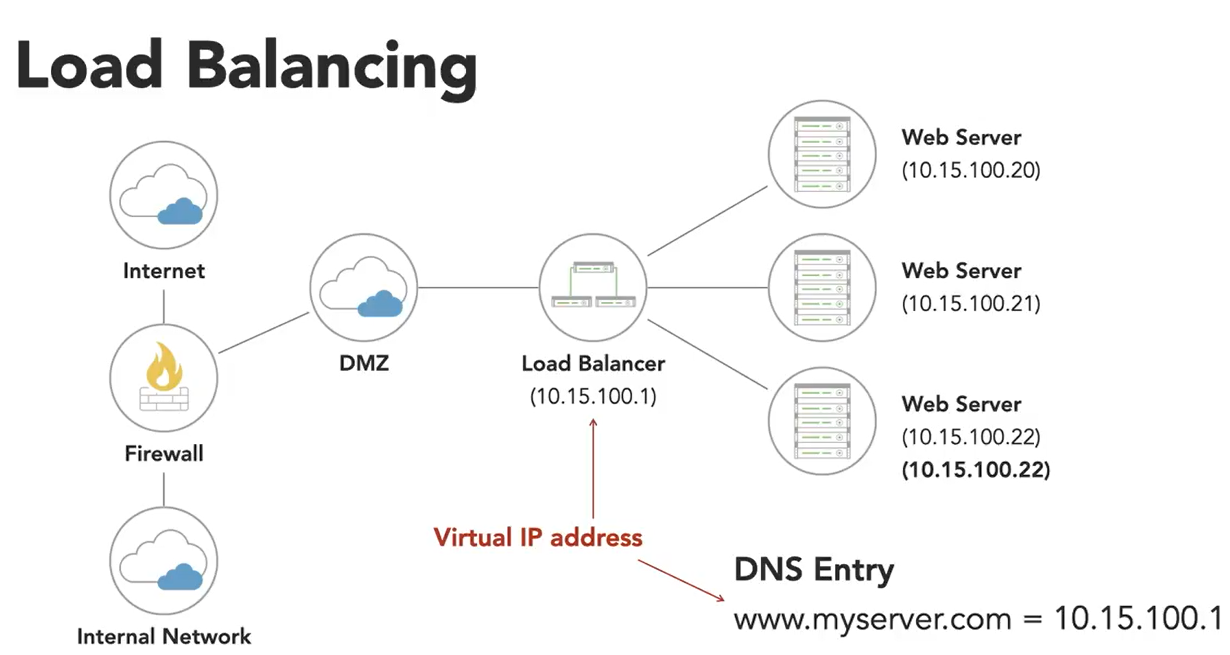 Load Balancing
Internet
Firewall
Internal Network
DMZ
Load Balancer
(10.15.100.1)
Web Server
(10.15.100.20)
Web Server
(10.15.100.21)
Web Server
(10.15.100.22)
(10.15.100.22)
Virtual IP address
DNS Entry
www.myserver.com = 10.15.100.1